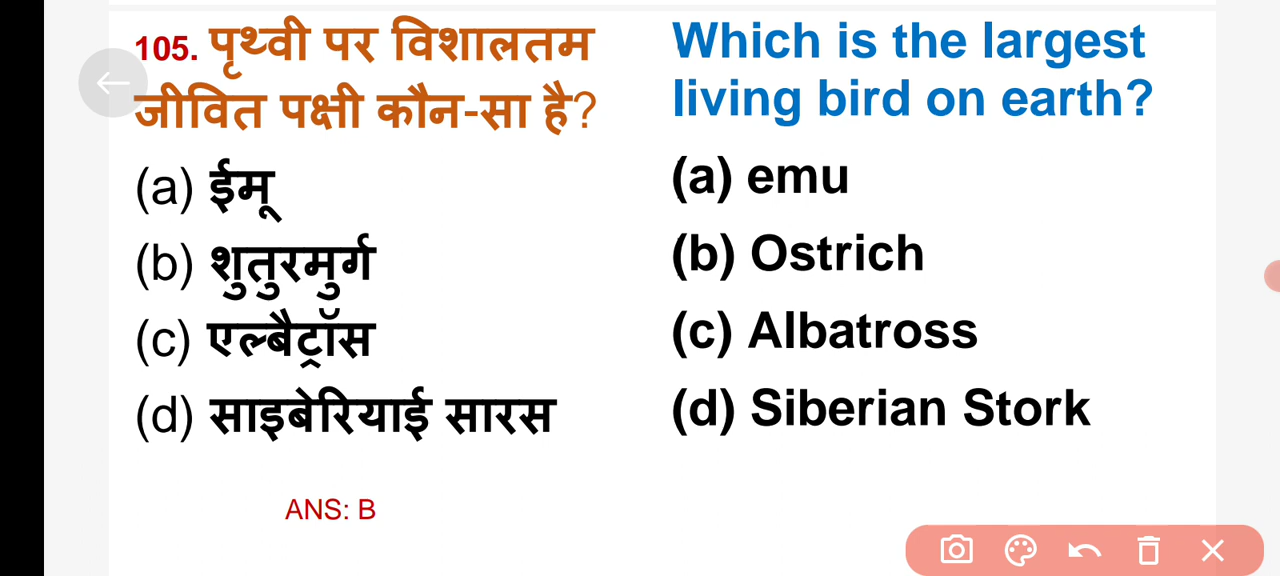 105. पृथ्वी पर विशालतम
जीवित पक्षी कौन-सा है?
(a) ईमू
(b) शुतुरमुर्ग
(c) एल्बैट्रॉस
(d) साइबेरियाई सारस
ANS: B
Which is the largest
living bird on earth?
(a) emu
(b) Ostrich
(c) Albatross
(d) Siberian Stork